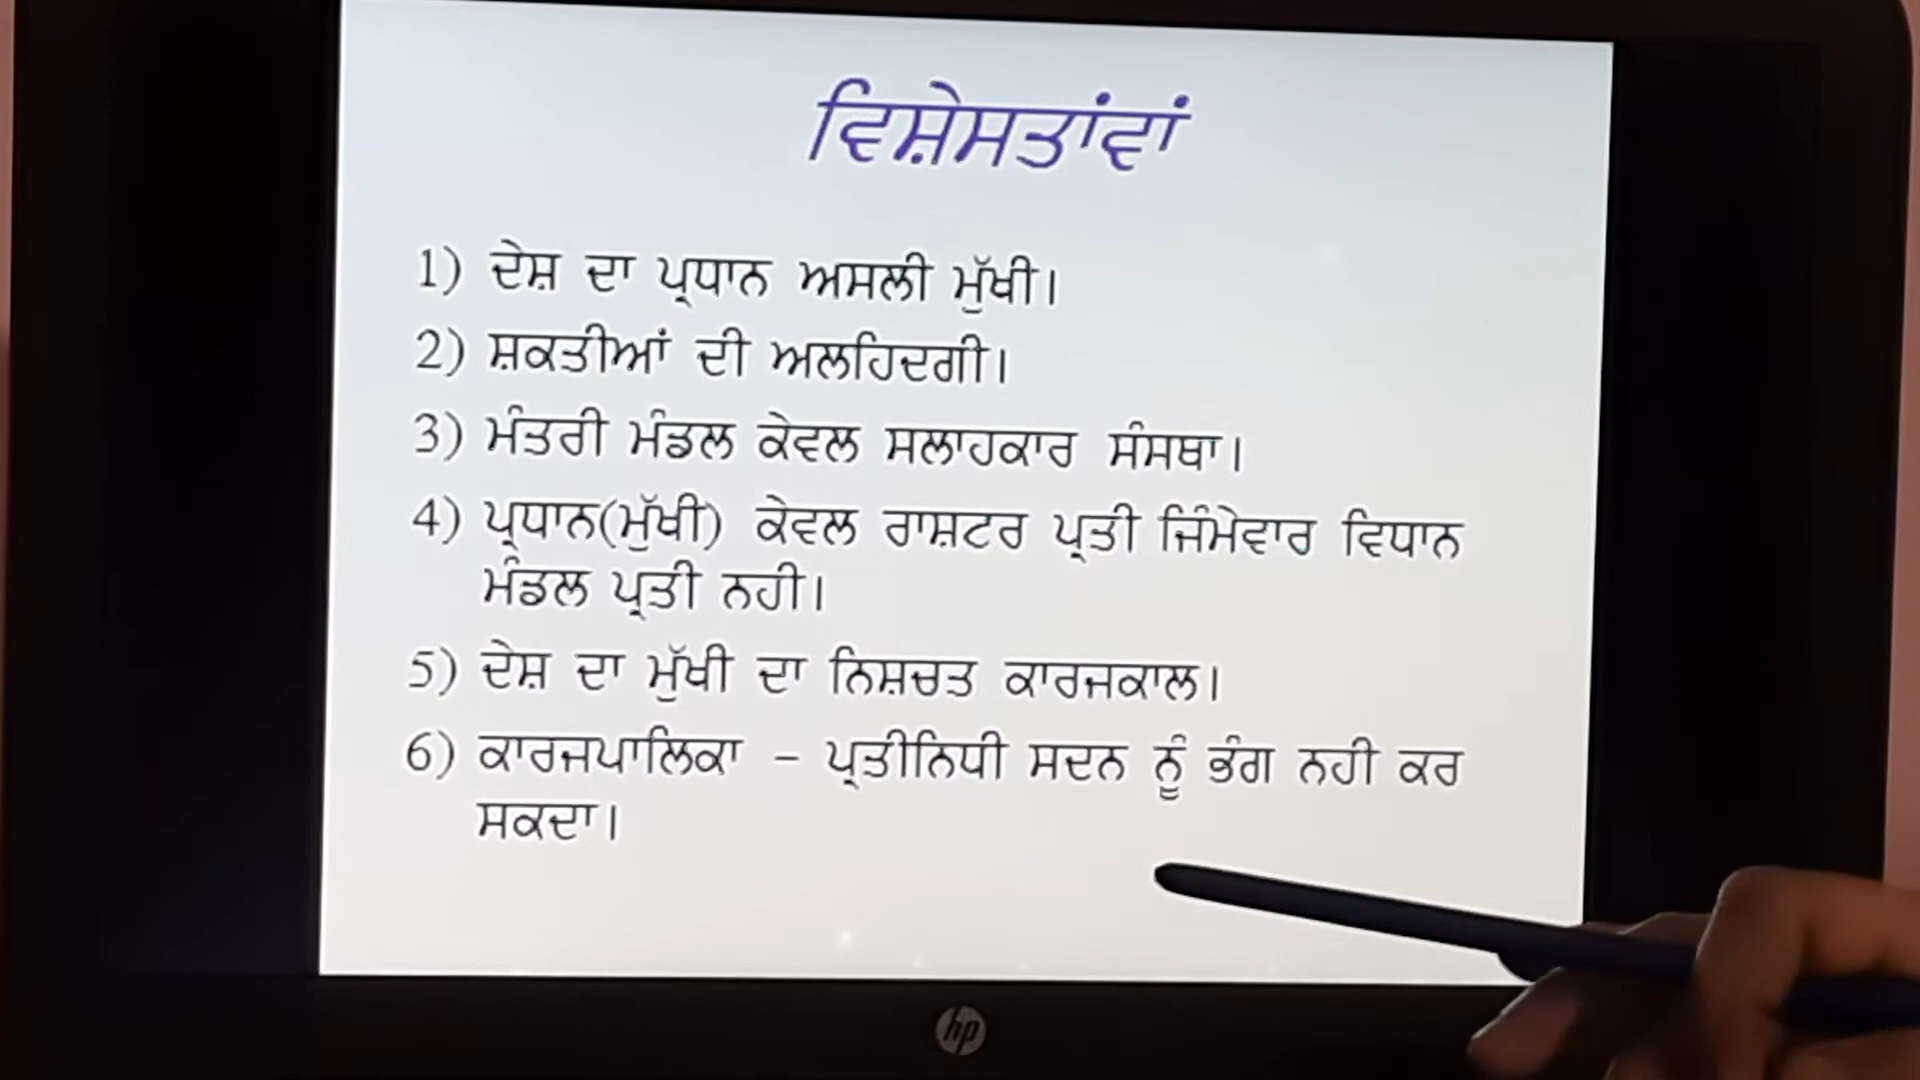 ਵਿਸ਼ੇਸਤਾਂਵਾਂ
1) ਦੇਸ਼ ਦਾ ਪ੍ਰਧਾਨ ਅਸਲੀ ਮੁੱਖੀ।
2) ਸ਼ਕਤੀਆਂ ਦੀ ਅਲਹਿਦਗੀ।
3) ਮੰਤਰੀ ਮੰਡਲ ਕੇਵਲ ਸਲਾਹਕਾਰ ਸੰਸਥਾ।
4) ਪ੍ਰਧਾਨ(ਮੁੱਖੀ) ਕੇਵਲ ਰਾਸ਼ਟਰ ਪ੍ਰਤੀ ਜਿੰਮੇਵਾਰ ਵਿਧਾਨ
ਮੰਡਲ ਪ੍ਰਤੀ ਨਹੀ।
5) ਦੇਸ਼ ਦਾ ਮੁੱਖੀ ਦਾ ਨਿਸ਼ਚਤ ਕਾਰਜਕਾਲ।
6) ਕਾਰਜਪਾਲਿਕਾ – ਪ੍ਰਤੀਨਿਧੀ ਸਦਨ ਨੂੰ ਭੰਗ ਨਹੀ ਕਰ
ਸਕਦਾ।
hp